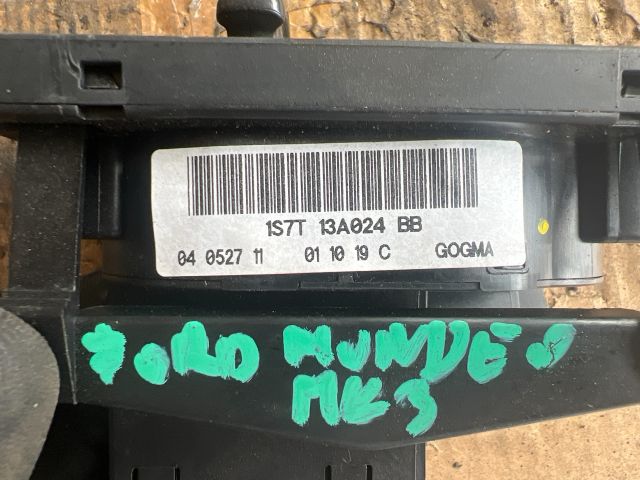 1S7T 13A024 BB
04 0527 11 01 10 19 C GOGMA
FORD MONDEO
MK3